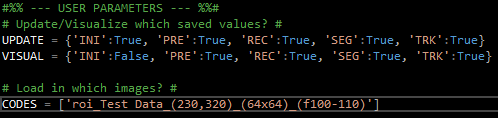 #%% --- USER PARAMETERS --- %%#
# Update/Visualize which saved values? #
UPDATE = {'INI':True, 'PRE':True, 'REC':True, 'SEG':True, 'TRK':True}
VISUAL = {'INI':False, 'PRE':True, 'REC':True, 'SEG':True, 'TRK':True}
# Load in which images? #
CODES = ['roi_Test Data_(230,320)_(64x64)_(f100-110)']